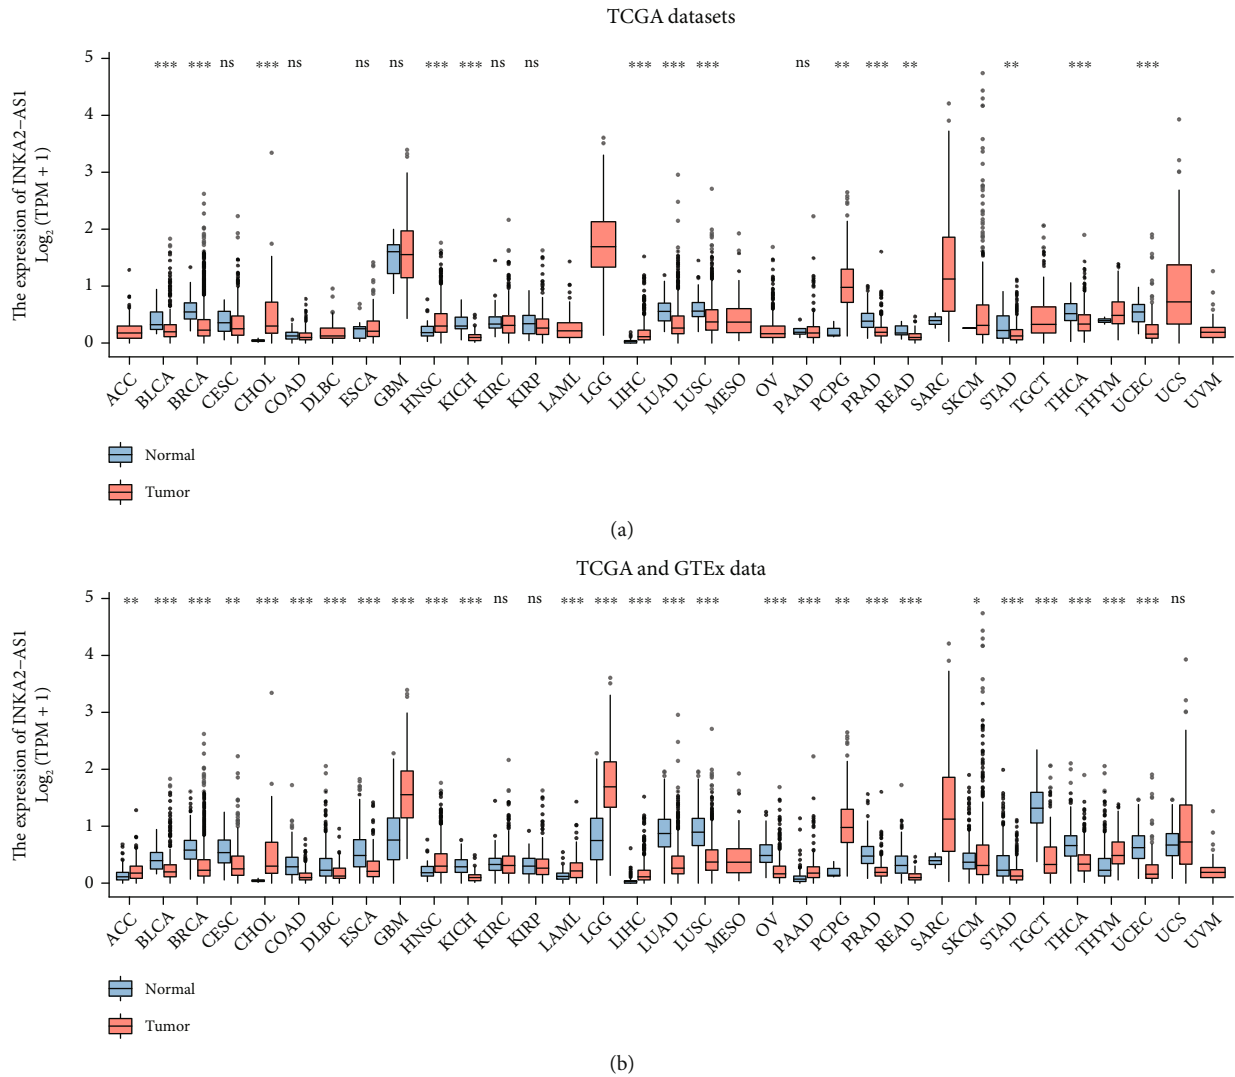 TCGA datasets
The expression of INKA2–AS1
Log₂ (TPM + 1)
5
4
3
2
1
0
*** *** ns *** ns ns ns *** *** ns ns *** *** *** ns ** *** ** ** *** ***
ACC BLCA BRCA CESC CHOL COAD DLBC ESCA GBM HNSC KICH KIRC KIRP LAML LGG LIHC LUAD LUSC MESO OV PAAD PCPG PRAD READ SARC SKCM STAD TGCT THCA THYM UCEC UCS UVM
Normal
Tumor
(a)
TCGA and GTEx data
The expression of INKA2–AS1
Log₂ (TPM + 1)
5
4
3
2
1
0
** *** *** ** *** *** *** *** *** *** *** ns ns *** *** *** *** *** *** *** ** *** *** * *** *** *** *** *** ns
ACC BLCA BRCA CESC CHOL COAD DLBC ESCA GBM HNSC KICH KIRC KIRP LAML LGG LIHC LUAD LUSC MESO OV PAAD PCPG PRAD READ SARC SKCM STAD TGCT THCA THYM UCEC UCS UVM
Normal
Tumor
(b)